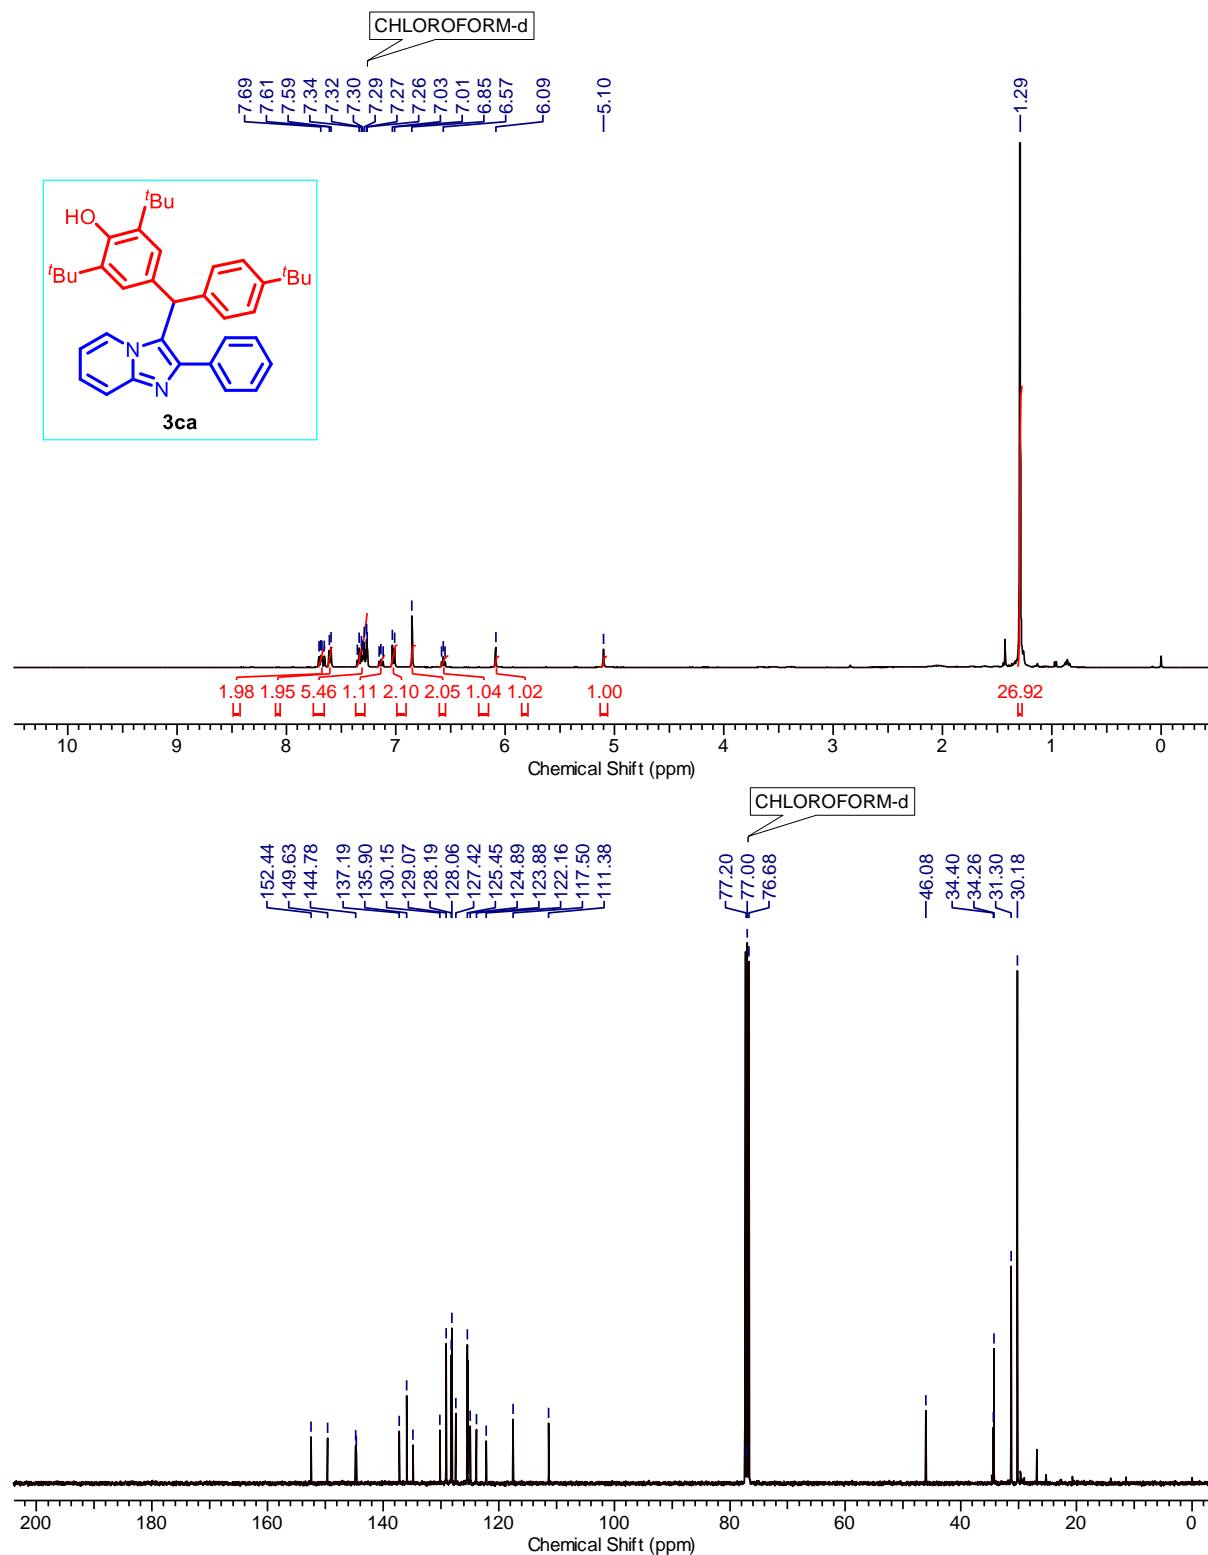 CHLOROFORM-d
7.69 7.61 7.59 7.34 7.32 7.30 7.29 7.27 7.26 7.03 7.01 6.85 6.57 6.09 5.10 1.29
tBu
HO
tBu
tBu
N
N
3ca
1.98 1.95 5.46 1.11 2.10 2.05 1.04 1.02 1.00 26.92
10 9 8 7 6 5 4 3 2 1 0
Chemical Shift (ppm)
CHLOROFORM-d
152.44 149.63 144.78 137.19 135.90 130.15 129.07 128.19 128.06 127.42 125.45 124.89 123.88 122.16 117.50 111.38 77.20 77.00 76.68 46.08 34.40 34.26 31.30 30.18
200 180 160 140 120 100 80 60 40 20 0
Chemical Shift (ppm)